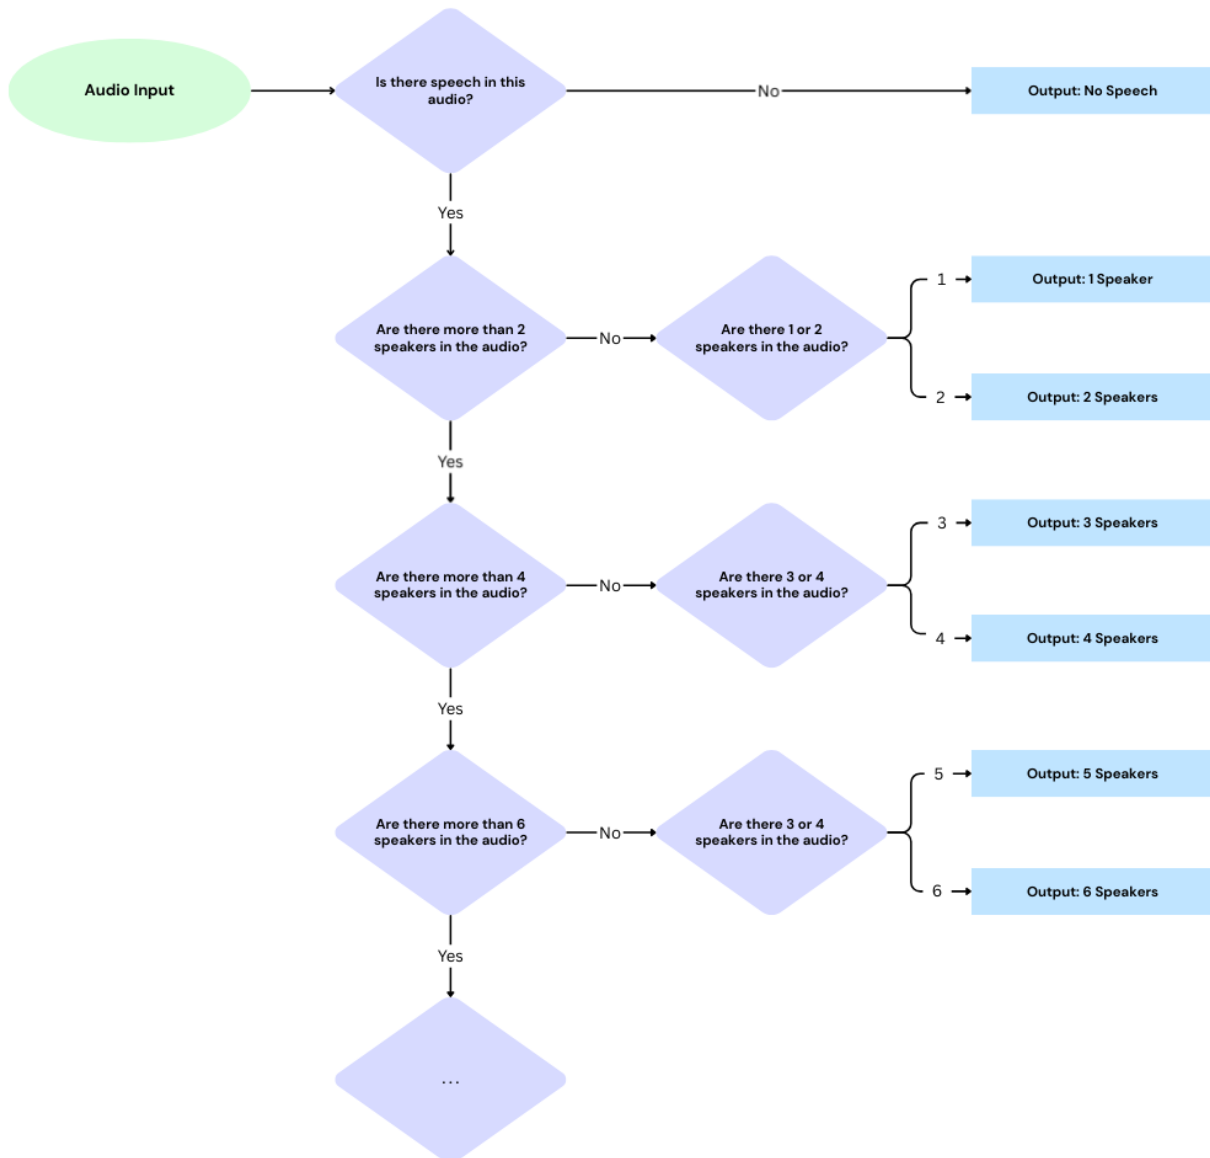 Audio Input
Is there speech in this
audio?
No
Output: No Speech
Yes
Are there more than 2
speakers in the audio?
No
Are there 1 or 2
speakers in the audio?
1
Output: 1 Speaker
2
Output: 2 Speakers
Yes
Are there more than 4
speakers in the audio?
No
Are there 3 or 4
speakers in the audio?
3
Output: 3 Speakers
4
Output: 4 Speakers
Yes
Are there more than 6
speakers in the audio?
No
Are there 3 or 4
speakers in the audio?
5
Output: 5 Speakers
6
Output: 6 Speakers
Yes
...